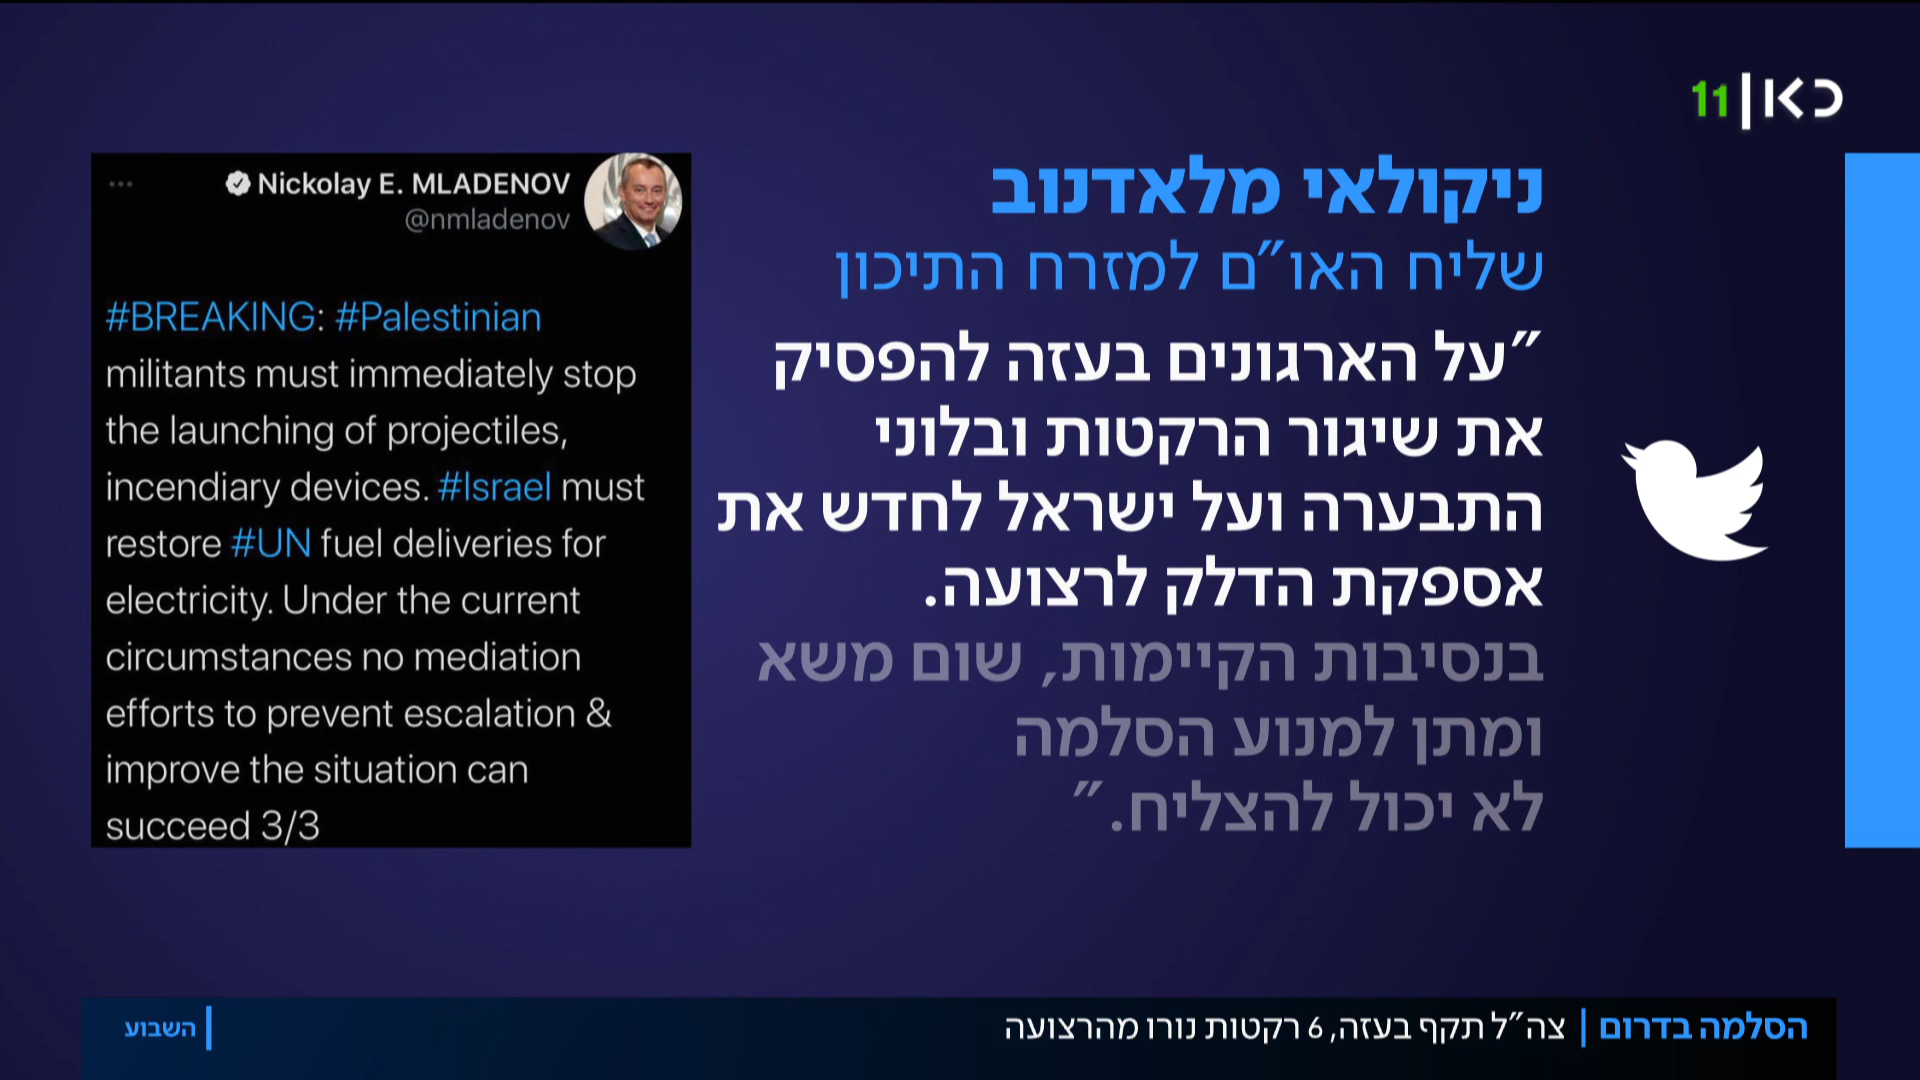 כאן 11
ניקולאי מלאדנוב
שליח האו״ם למזרח התיכון
״על הארגונים בעזה להפסיק
את שיגור הרקטות ובלוני
התבערה ועל ישראל לחדש את
אספקת הדלק לרצועה.
בנסיבות הקיימות, שום משא
ומתן למנוע הסלמה
לא יכול להצליח.״
Nickolay E. MLADENOV
@nmladenov
#BREAKING: #Palestinian
militants must immediately stop
the launching of projectiles,
incendiary devices. #Israel must
restore #UN fuel deliveries for
electricity. Under the current
circumstances no mediation
efforts to prevent escalation &
improve the situation can
succeed 3/3
הסלמה בדרום | צה״ל תקף בעזה, 6 רקטות נורו מהרצועה
השבוע